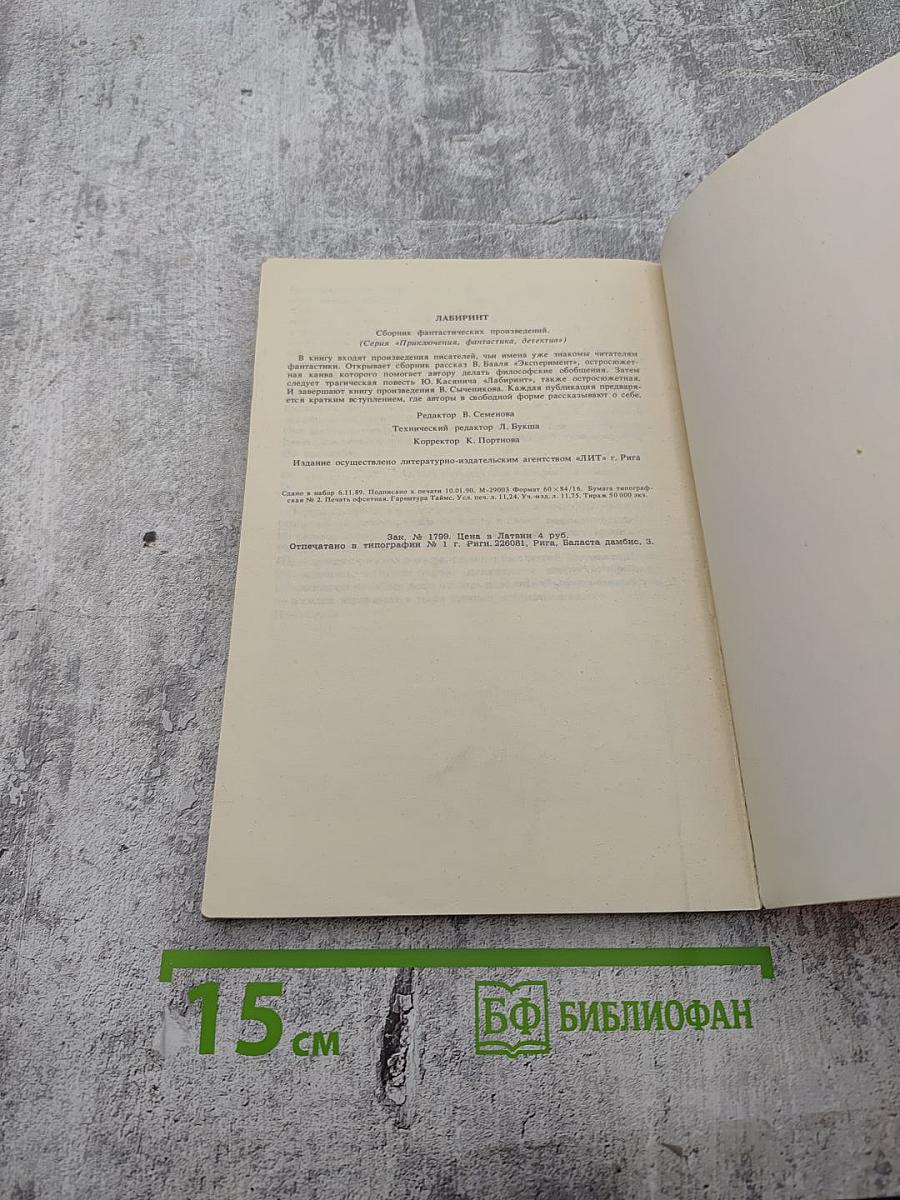 ЛАБИРИНТ
Сборник фантастических произведений.
(Серия «Приключения, фантастика, детектив»)
В книгу входят произведения писателей, чьи имена уже знакомы читателям
фантастики. Открывает сборник рассказ В. Бааля «Эксперимент», остросюжет-
ная канва которого помогает автору делать философские обобщения. Затем
следует трагическая повесть Ю. Касянича «Лабиринт», также остросюжетная.
И завершают книгу произведения В. Сыченикова. Каждая публикация предваря-
ется кратким вступлением, где авторы в свободной форме рассказывают о себе.
Редактор В. Семенова
Технический редактор Л. Букша
Корректор К. Портнова
Издание осуществлено литературно-издательским агентством «ЛИТ» г. Рига
Сдано в набор 6.11.89. Подписано к печати 10.01.90. М-29003 Формат 60×84/16. Бумага типограф-
ская № 2. Печать офсетная. Гарнитура Таймс. Усл. печ. л. 11,24. Уч.-изд. л. 11,75. Тираж 50 000 экз.
Зак. № 1799. Цена в Латвии 4 руб.
Отпечатано в типографии № 1 г. Риги. 226081, Рига, Баласта дамбис, 3.
15 см
БФ БИБЛИОФАН